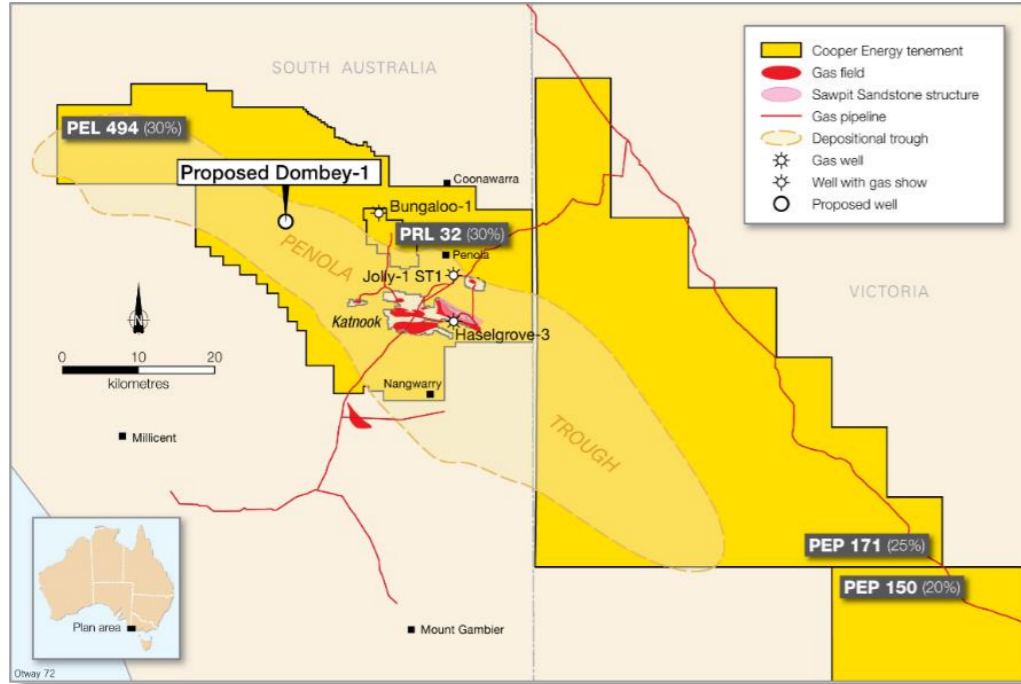 SOUTH AUSTRALIA
PEL 494 (30%)
Proposed Dombey-1
Coonawarra
Bungaloo-1
PRL 32 (30%)
Penola
PENOLA
Jolly-1 ST1
Katnook
Haselgrove-3
N
0 10 20
kilometres
Nangwarry
Millicent
TROUGH
VICTORIA
Cooper Energy tenement
Gas field
Sawpit Sandstone structure
Gas pipeline
Depositional trough
Gas well
Well with gas show
Proposed well
PEP 171 (25%)
PEP 150 (20%)
Plan area
Mount Gambier
Otway 72